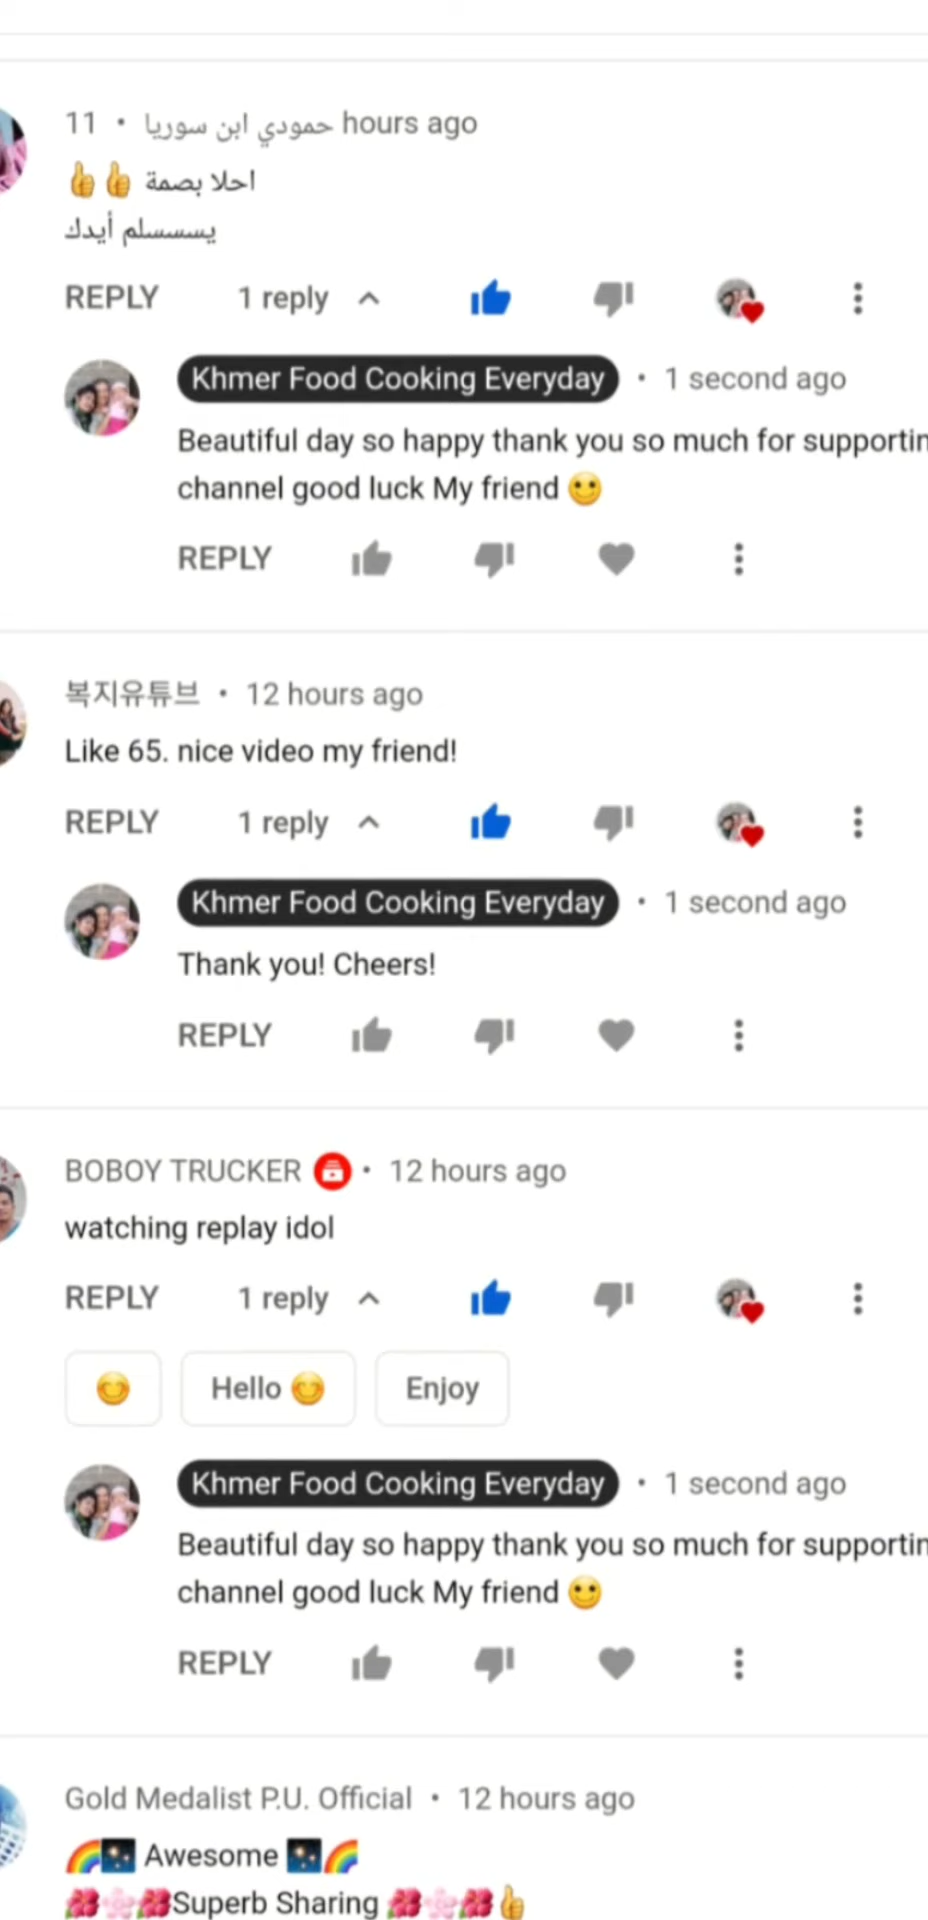 حمودي ابن سوريا • 11 hours ago
👍👍 احلا بصمة
يسسسلم أيدك
REPLY 1 reply
Khmer Food Cooking Everyday • 1 second ago
Beautiful day so happy thank you so much for supportin
channel good luck My friend 🙂
REPLY
복지유튜브 • 12 hours ago
Like 65. nice video my friend!
REPLY 1 reply
Khmer Food Cooking Everyday • 1 second ago
Thank you! Cheers!
REPLY
BOBOY TRUCKER • 12 hours ago
watching replay idol
REPLY 1 reply
😊 Hello 😊 Enjoy
Khmer Food Cooking Everyday • 1 second ago
Beautiful day so happy thank you so much for supportin
channel good luck My friend 🙂
REPLY
Gold Medalist P.U. Official • 12 hours ago
🌈🌌 Awesome 🌌🌈
🌺🌸🌺Superb Sharing 🌺🌸🌺👍